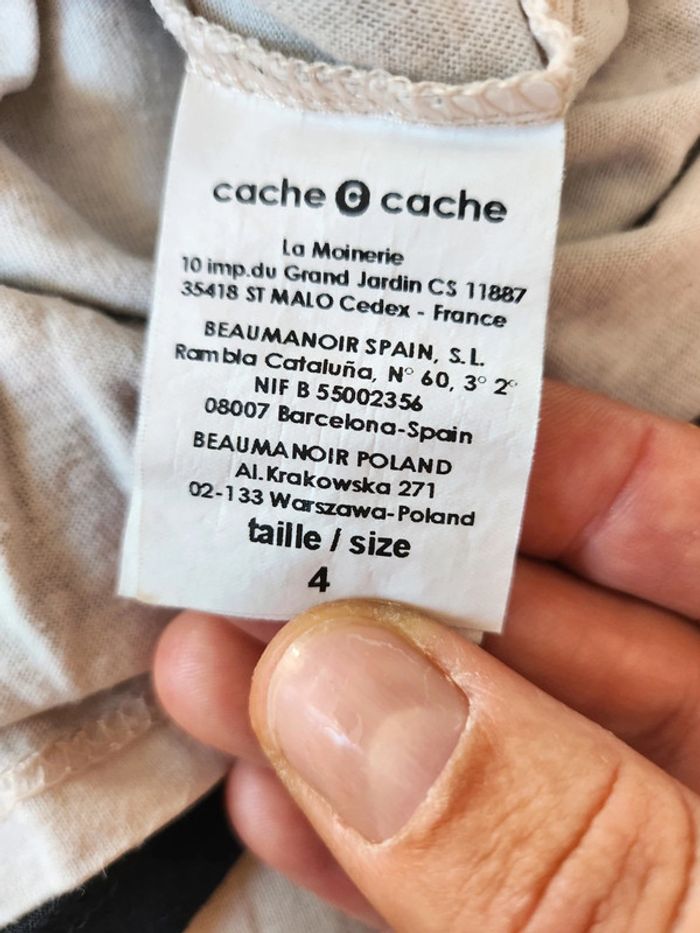 cache c cache
La Moinerie
10 imp.du Grand Jardin CS 11887
35418 ST MALO Cedex - France
BEAUMANOIR SPAIN, S.L.
Rambla Cataluña, N° 60, 3° 2°
NIF B 55002356
08007 Barcelona-Spain
BEAUMANOIR POLAND
Al.Krakowska 271
02-133 Warszawa-Poland
taille / size
4